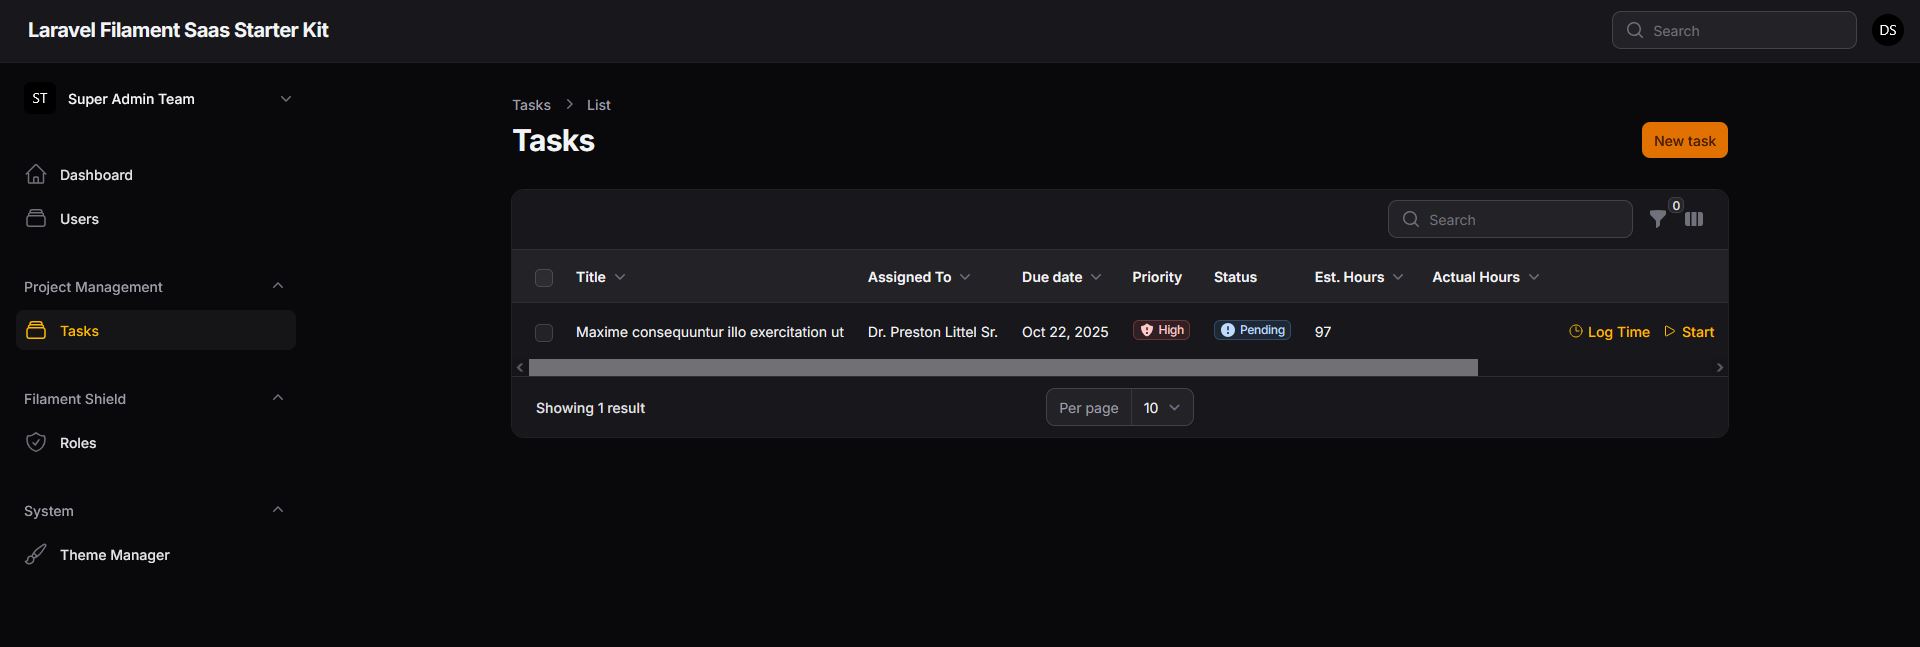 Laravel Filament Saas Starter Kit
Search
DS
ST
Super Admin Team
Dashboard
Users
Project Management
Tasks
Filament Shield
Roles
System
Theme Manager
Tasks > List
Tasks
New task
Search
0
Title Assigned To Due date Priority Status Est. Hours Actual Hours
Maxime consequuntur illo exercitation ut Dr. Preston Littel Sr. Oct 22, 2025 High Pending 97 Log Time Start
Showing 1 result
Per page 10